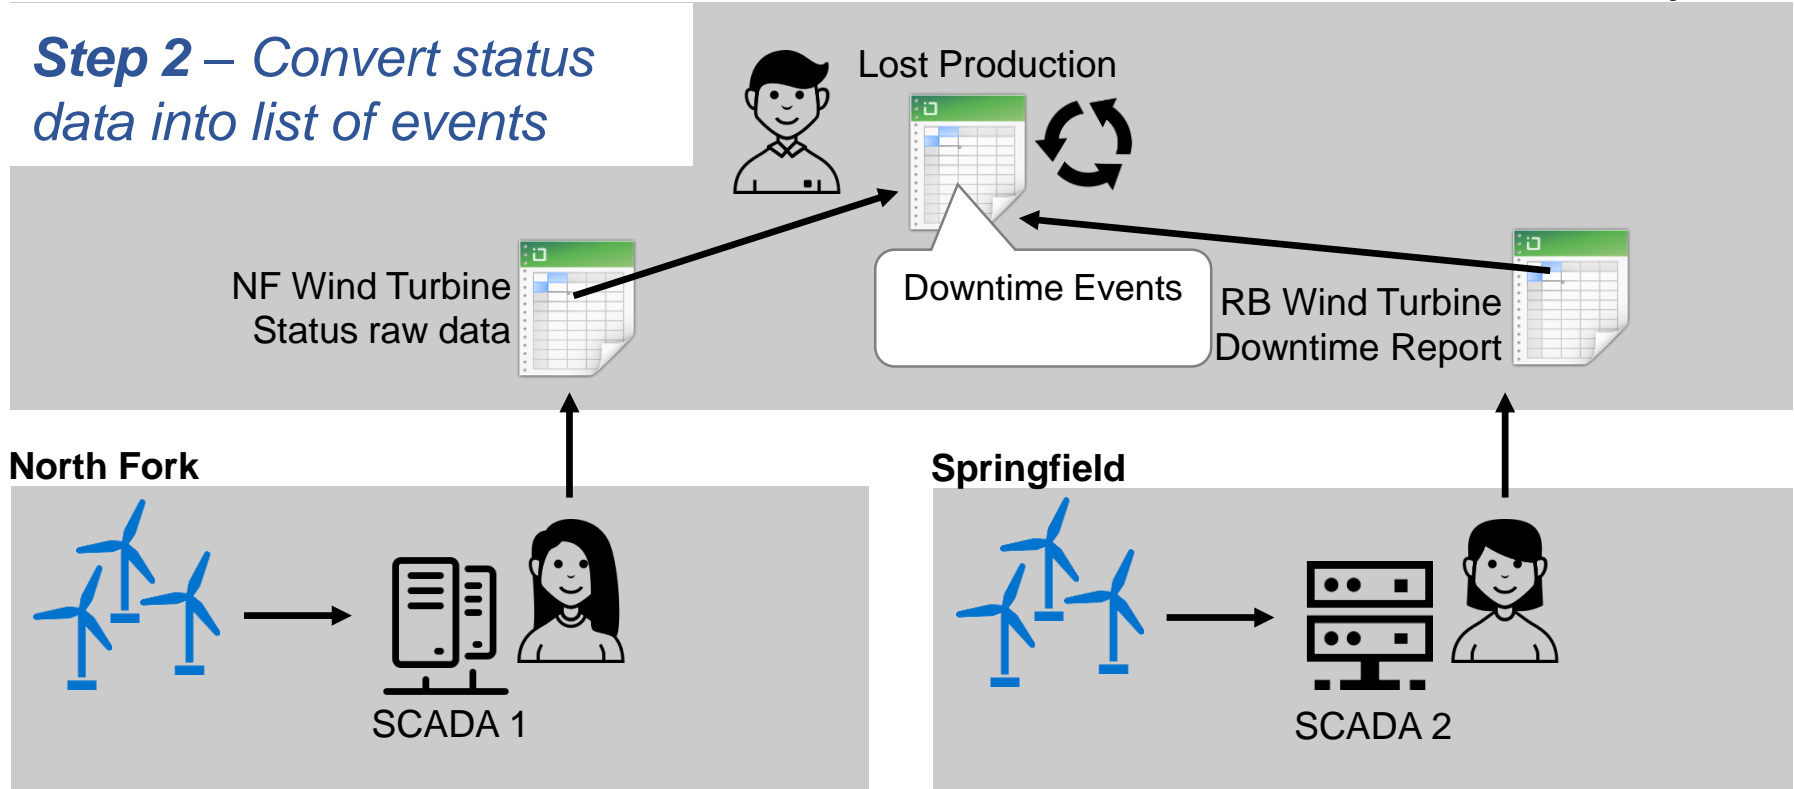 Step 2 – Convert status
data into list of events
Lost Production
NF Wind Turbine
Status raw data
Downtime Events
RB Wind Turbine
Downtime Report
North Fork
Springfield
SCADA 1
SCADA 2